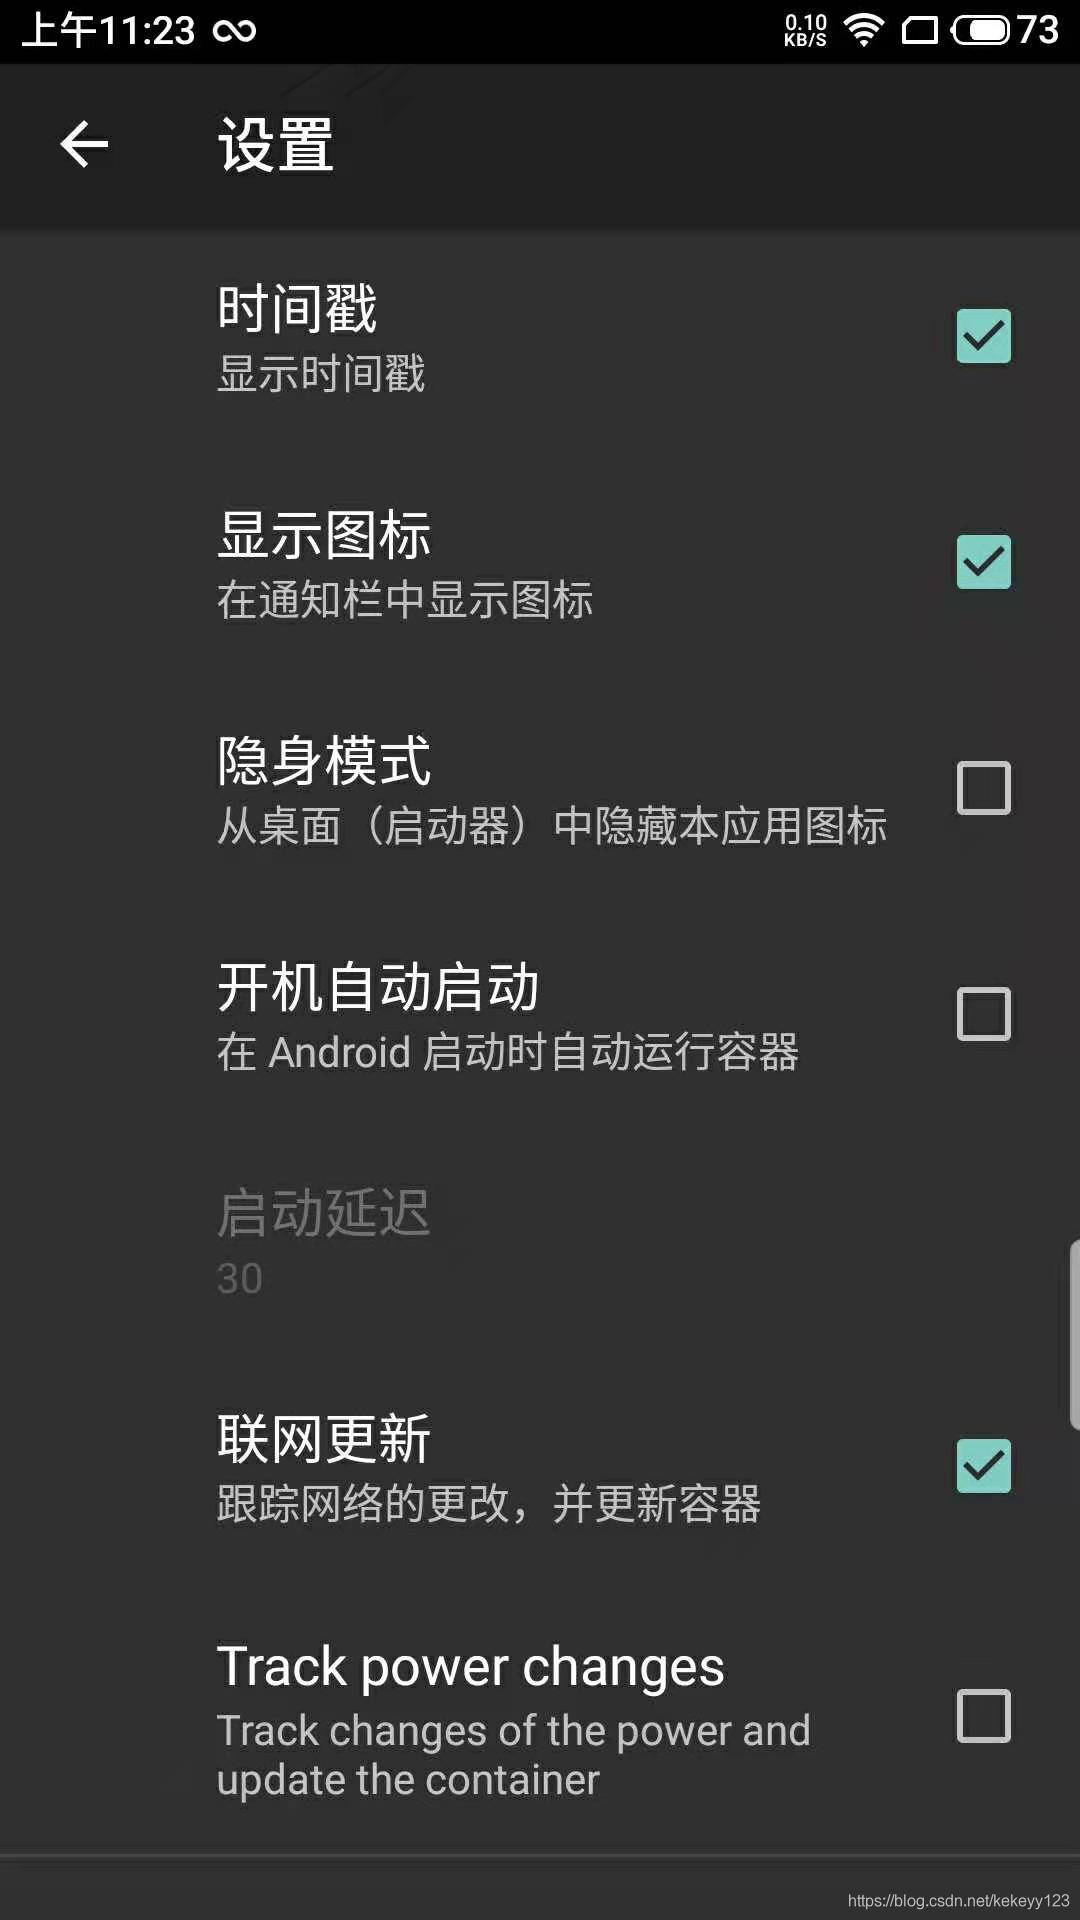 上午11:23
0.10
KB/S
73
设置
时间戳
显示时间戳
显示图标
在通知栏中显示图标
隐身模式
从桌面（启动器）中隐藏本应用图标
开机自动启动
在 Android 启动时自动运行容器
启动延迟
30
联网更新
跟踪网络的更改，并更新容器
Track power changes
Track changes of the power and
update the container
https://blog.csdn.net/kekeyy123